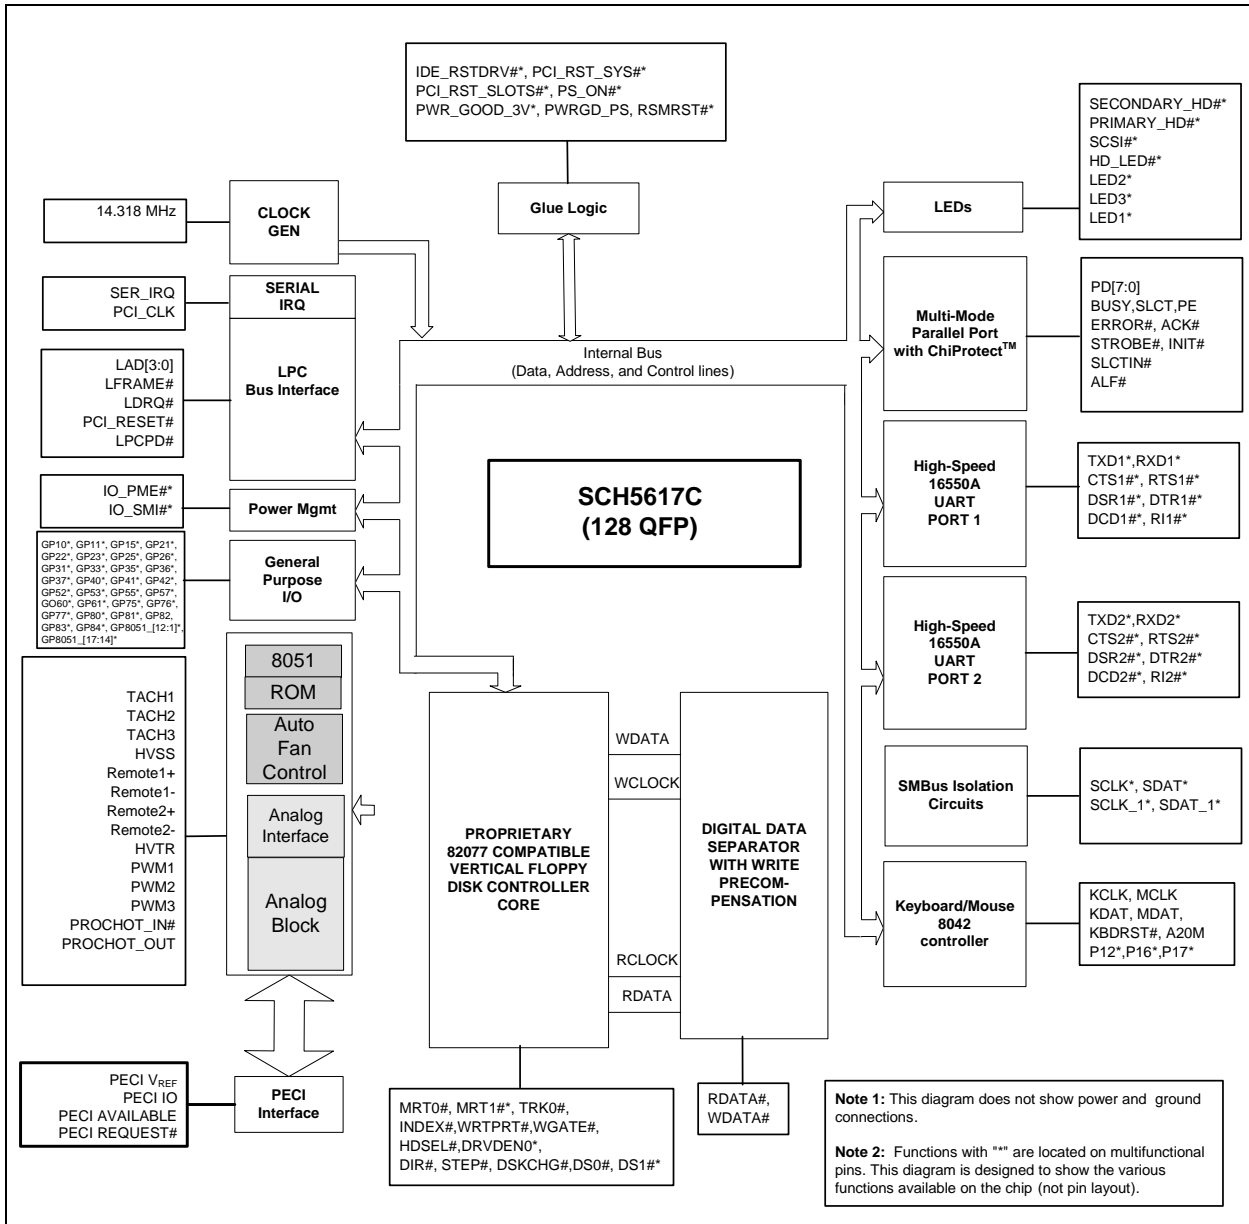 IDE_RSTDRV#*, PCI_RST_SYS#*
PCI_RST_SLOTS#*, PS_ON#*
PWR_GOOD_3V*, PWRGD_PS, RSMRST#*
Glue Logic
14.318 MHz
CLOCK
GEN
SER_IRQ
PCI_CLK
SERIAL
IRQ
LAD[3:0]
LFRAME#
LDRQ#
PCI_RESET#
LPCPD#
LPC
Bus Interface
IO_PME#*
IO_SMI#*
Power Mgmt
GP10*, GP11*, GP15*, GP21*,
GP22*, GP23*, GP25*, GP26*,
GP31*, GP33*, GP35*, GP36*,
GP37*, GP40*, GP41*, GP42*,
GP52*, GP53*, GP55*, GP57*,
GO60*, GP61*, GP75*, GP76*,
GP77*, GP80*, GP81*, GP82,
GP83*, GP84*, GP8051_[12:1]*,
GP8051_[17:14]*
General
Purpose
I/O
TACH1
TACH2
TACH3
HVSS
Remote1+
Remote1-
Remote2+
Remote2-
HVTR
PWM1
PWM2
PWM3
PROCHOT_IN#
PROCHOT_OUT
8051
ROM
Auto
Fan
Control
Analog
Interface
Analog
Block
PECI VREF
PECI IO
PECI AVAILABLE
PECI REQUEST#
PECI
Interface
Internal Bus
(Data, Address, and Control lines)
SCH5617C
(128 QFP)
PROPRIETARY
82077 COMPATIBLE
VERTICAL FLOPPY
DISK CONTROLLER
CORE
WDATA
WCLOCK
RCLOCK
RDATA
DIGITAL DATA
SEPARATOR
WITH WRITE
PRECOM-
PENSATION
MRT0#, MRT1#*, TRK0#,
INDEX#,WRTPRT#,WGATE#,
HDSEL#,DRVDEN0*,
DIR#, STEP#, DSKCHG#,DS0#, DS1#*
RDATA#,
WDATA#
LEDs
SECONDARY_HD#*
PRIMARY_HD#*
SCSI#*
HD_LED#*
LED2*
LED3*
LED1*
Multi-Mode
Parallel Port
with ChiProtect™
PD[7:0]
BUSY,SLCT,PE
ERROR#, ACK#
STROBE#, INIT#
SLCTIN#
ALF#
High-Speed
16550A
UART
PORT 1
TXD1*,RXD1*
CTS1#*, RTS1#*
DSR1#*, DTR1#*
DCD1#*, RI1#*
High-Speed
16550A
UART
PORT 2
TXD2*,RXD2*
CTS2#*, RTS2#*
DSR2#*, DTR2#*
DCD2#*, RI2#*
SMBus Isolation
Circuits
SCLK*, SDAT*
SCLK_1*, SDAT_1*
Keyboard/Mouse
8042
controller
KCLK, MCLK
KDAT, MDAT,
KBDRST#, A20M
P12*,P16*,P17*
Note 1: This diagram does not show power and ground
connections.
Note 2: Functions with "*" are located on multifunctional
pins. This diagram is designed to show the various
functions available on the chip (not pin layout).